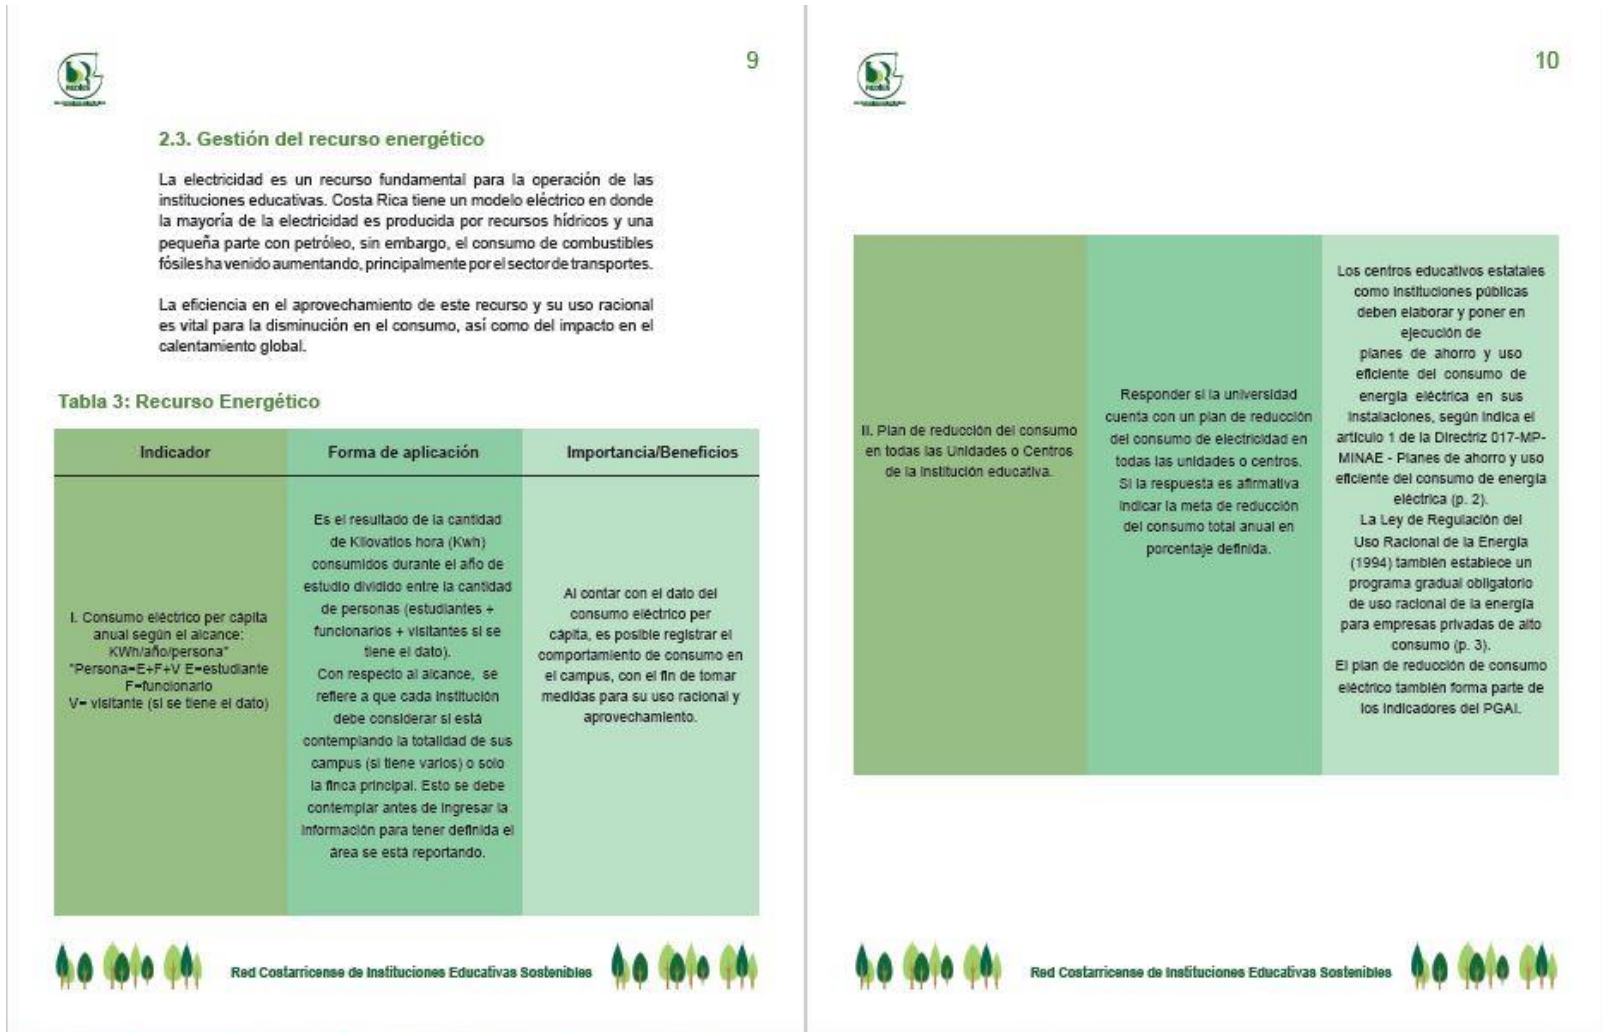 9
2.3. Gestión del recurso energético
La electricidad es un recurso fundamental para la operación de las
instituciones educativas. Costa Rica tiene un modelo eléctrico en donde
la mayoría de la electricidad es producida por recursos hídricos y una
pequeña parte con petróleo, sin embargo, el consumo de combustibles
fósiles ha venido aumentando, principalmente por el sector de transportes.
La eficiencia en el aprovechamiento de este recurso y su uso racional
es vital para la disminución en el consumo, así como del impacto en el
calentamiento global.
Tabla 3: Recurso Energético
Indicador
Forma de aplicación
Importancia/Beneficios
I. Consumo eléctrico per cápita
anual según el alcance:
KWh/año/persona*
*Persona=E+F+V E=estudiante
F=funcionario
V= visitante (si se tiene el dato)
Es el resultado de la cantidad
de Kilovatios hora (Kwh)
consumidos durante el año de
estudio dividido entre la cantidad
de personas (estudiantes +
funcionarios + visitantes si se
tiene el dato).
Con respecto al alcance, se
refiere a que cada institución
debe considerar si está
contemplando la totalidad de sus
campus (si tiene varios) o solo
la finca principal. Esto se debe
contemplar antes de ingresar la
información para tener definida el
área se está reportando.
Al contar con el dato del
consumo eléctrico per
cápita, es posible registrar el
comportamiento de consumo en
el campus, con el fin de tomar
medidas para su uso racional y
aprovechamiento.
Red Costarricense de Instituciones Educativas Sostenibles
10
II. Plan de reducción del consumo
en todas las Unidades o Centros
de la institución educativa.
Responder si la universidad
cuenta con un plan de reducción
del consumo de electricidad en
todas las unidades o centros.
Si la respuesta es afirmativa
indicar la meta de reducción
del consumo total anual en
porcentaje definida.
Los centros educativos estatales
como instituciones públicas
deben elaborar y poner en
ejecución de
planes de ahorro y uso
eficiente del consumo de
energía eléctrica en sus
instalaciones, según indica el
artículo 1 de la Directriz 017-MP-
MINAE - Planes de ahorro y uso
eficiente del consumo de energía
eléctrica (p. 2).
La Ley de Regulación del
Uso Racional de la Energía
(1994) también establece un
programa gradual obligatorio
de uso racional de la energía
para empresas privadas de alto
consumo (p. 3).
El plan de reducción de consumo
eléctrico también forma parte de
los indicadores del PGAI.
Red Costarricense de Instituciones Educativas Sostenibles